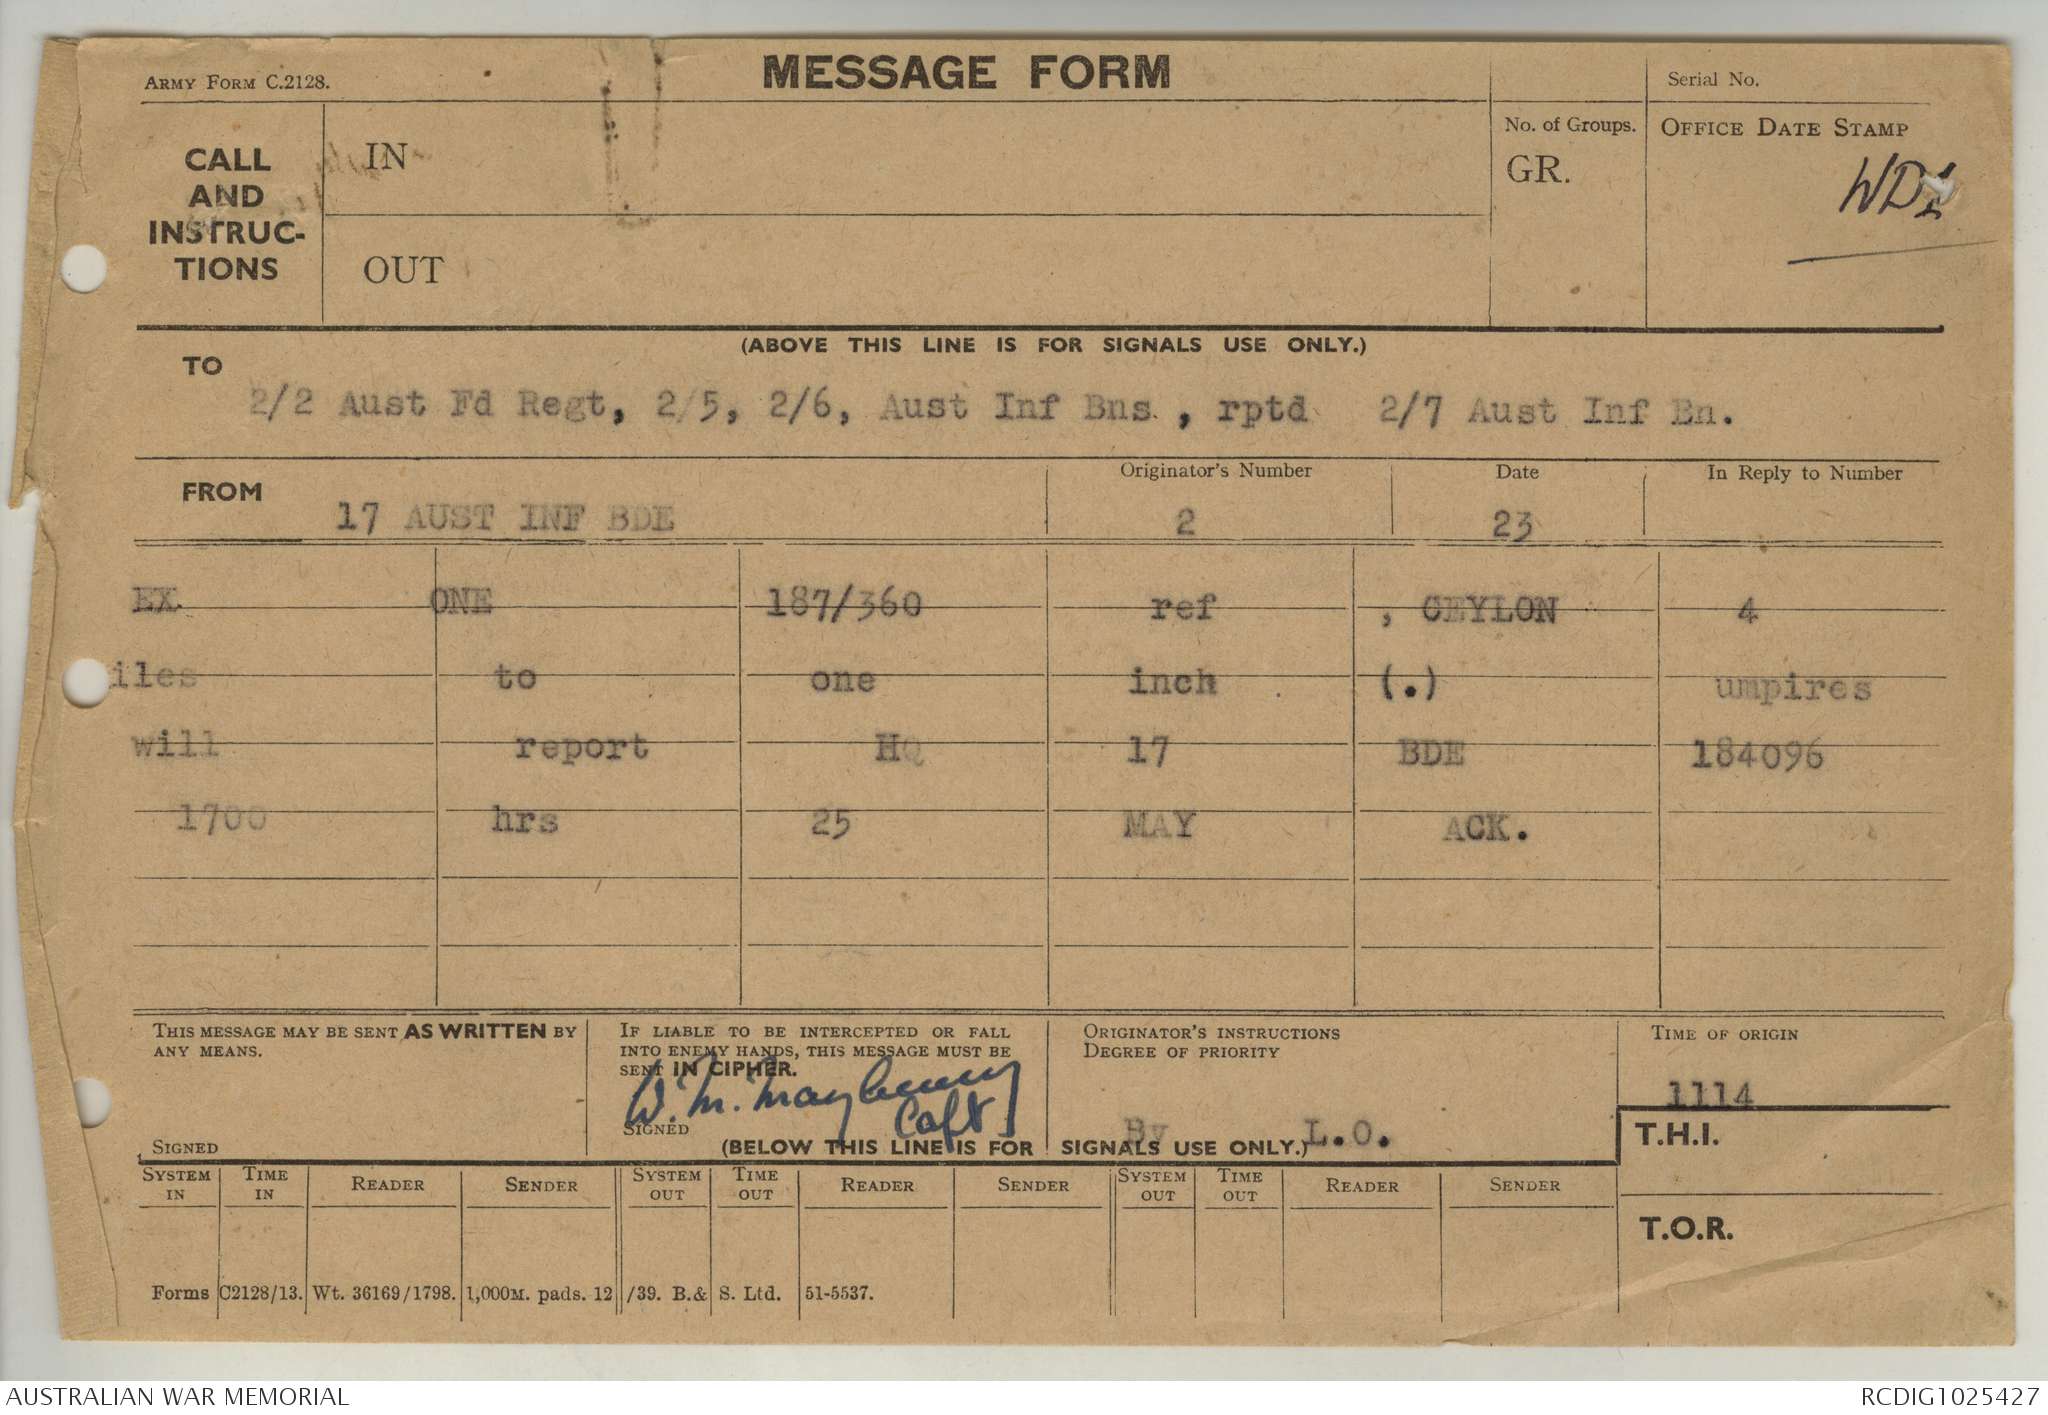 ARMY FORM C.2128.
MESSAGE FORM
Serial No.
CALL AND INSTRUC-TIONS
IN
OUT
No. of Groups.
GR.
OFFICE DATE STAMP
(ABOVE THIS LINE IS FOR SIGNALS USE ONLY.)
TO
2/2 Aust Fd Regt, 2/5, 2/6, Aust Inf Bns , rptd 2/7 Aust Inf Bn.
FROM
17 AUST INF BDE
Originator's Number
2
Date
23
In Reply to Number
EX ONE 187/360 ref , CEYLON 4
iles to one inch (.) umpires
will report HQ 17 BDE 184096
1700 hrs 25 MAY ACK.
THIS MESSAGE MAY BE SENT AS WRITTEN BY
ANY MEANS.
SIGNED
IF LIABLE TO BE INTERCEPTED OR FALL
INTO ENEMY HANDS, THIS MESSAGE MUST BE
SENT IN CIPHER.
W. M. Capt
SIGNED
ORIGINATOR'S INSTRUCTIONS
DEGREE OF PRIORITY
By L.O.
TIME OF ORIGIN
1114
(BELOW THIS LINE IS FOR SIGNALS USE ONLY.)
T.H.I.
T.O.R.
SYSTEM IN TIME IN READER SENDER SYSTEM OUT TIME OUT READER SENDER SYSTEM OUT TIME OUT READER SENDER
Forms C2128/13. Wt. 36169/1798. 1,000M. pads. 12/39. B.& S. Ltd. 51-5537.
AUSTRALIAN WAR MEMORIAL
RCDIG1025427